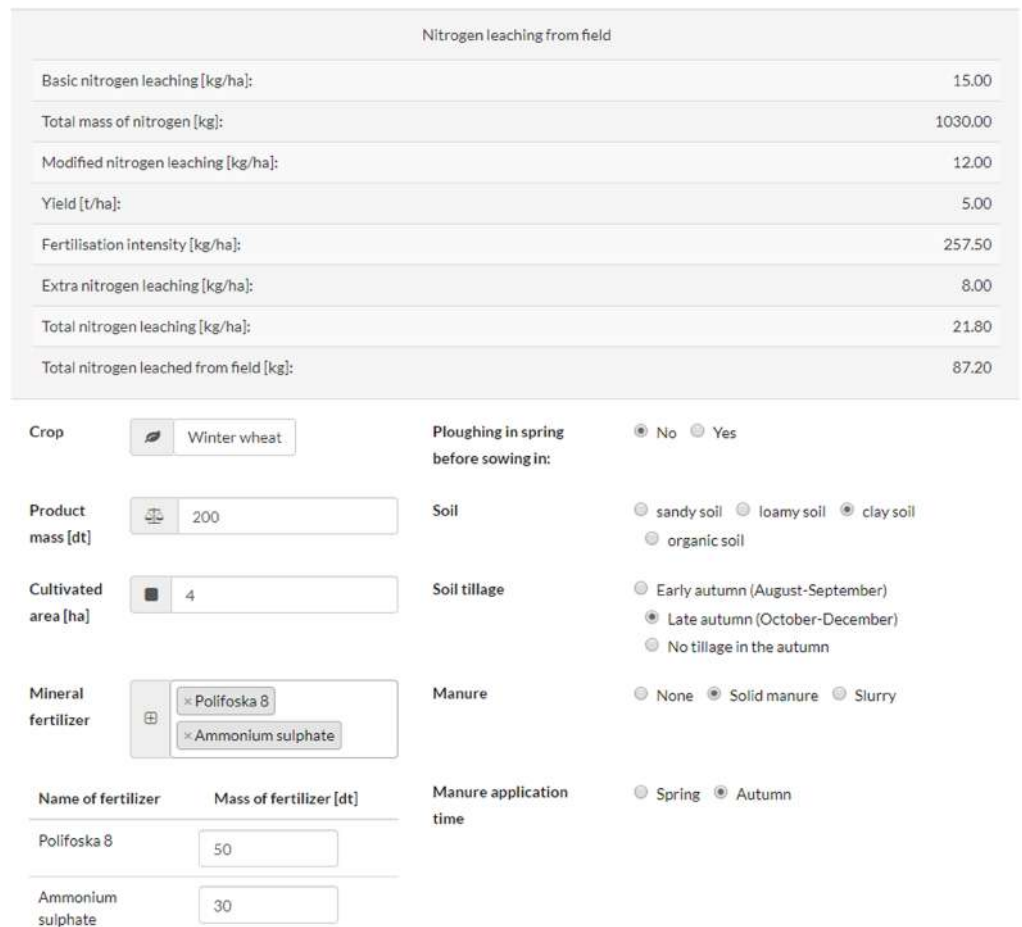 Nitrogen leaching from field
Basic nitrogen leaching [kg/ha]: 15.00
Total mass of nitrogen [kg]: 1030.00
Modified nitrogen leaching [kg/ha]: 12.00
Yield [t/ha]: 5.00
Fertilisation intensity [kg/ha]: 257.50
Extra nitrogen leaching [kg/ha]: 8.00
Total nitrogen leaching [kg/ha]: 21.80
Total nitrogen leached from field [kg]: 87.20
Crop
Winter wheat
Product
mass [dt]
200
Cultivated
area [ha]
4
Mineral
fertilizer
× Polifoska 8
× Ammonium sulphate
Name of fertilizer Mass of fertilizer [dt]
Polifoska 8 50
Ammonium
sulphate
30
Ploughing in spring
before sowing in:
No Yes
Soil
sandy soil loamy soil clay soil
organic soil
Soil tillage
Early autumn (August-September)
Late autumn (October-December)
No tillage in the autumn
Manure
None Solid manure Slurry
Manure application
time
Spring Autumn